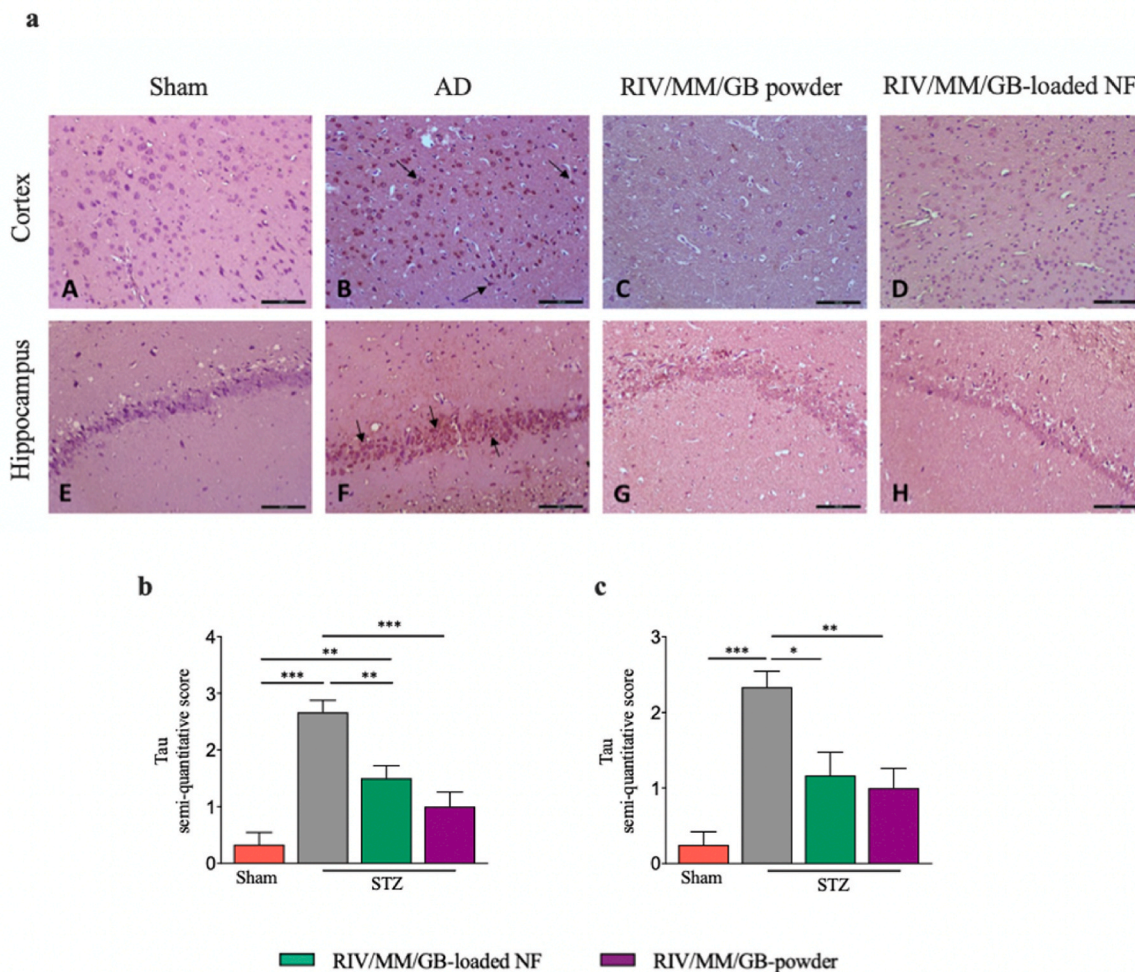 a
Sham AD RIV/MM/GB powder RIV/MM/GB-loaded NF
Cortex
A B C D
Hippocampus
E F G H
b
Tau
semi-quantitative score
4
3
2
1
0
***
**
*** **
Sham
STZ
c
Tau
semi-quantitative score
3
2
1
0
**
*** *
Sham
STZ
RIV/MM/GB-loaded NF RIV/MM/GB-powder